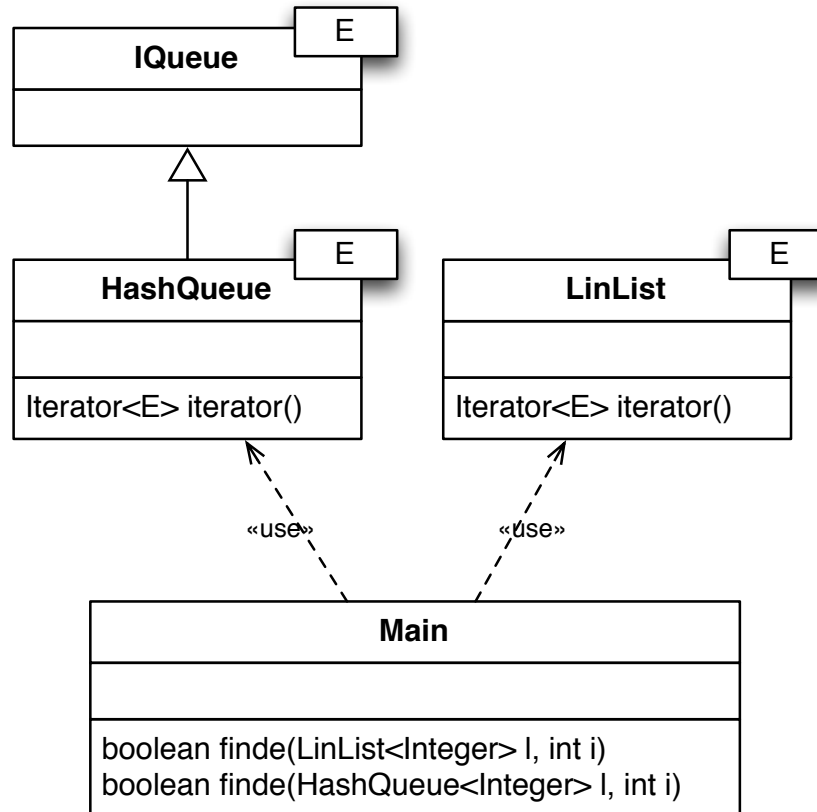 E
IQueue
E
HashQueue
Iterator<E> iterator()
E
LinList
Iterator<E> iterator()
«use»
«use»
Main
boolean finde(LinList<Integer> l, int i)
boolean finde(HashQueue<Integer> l, int i)